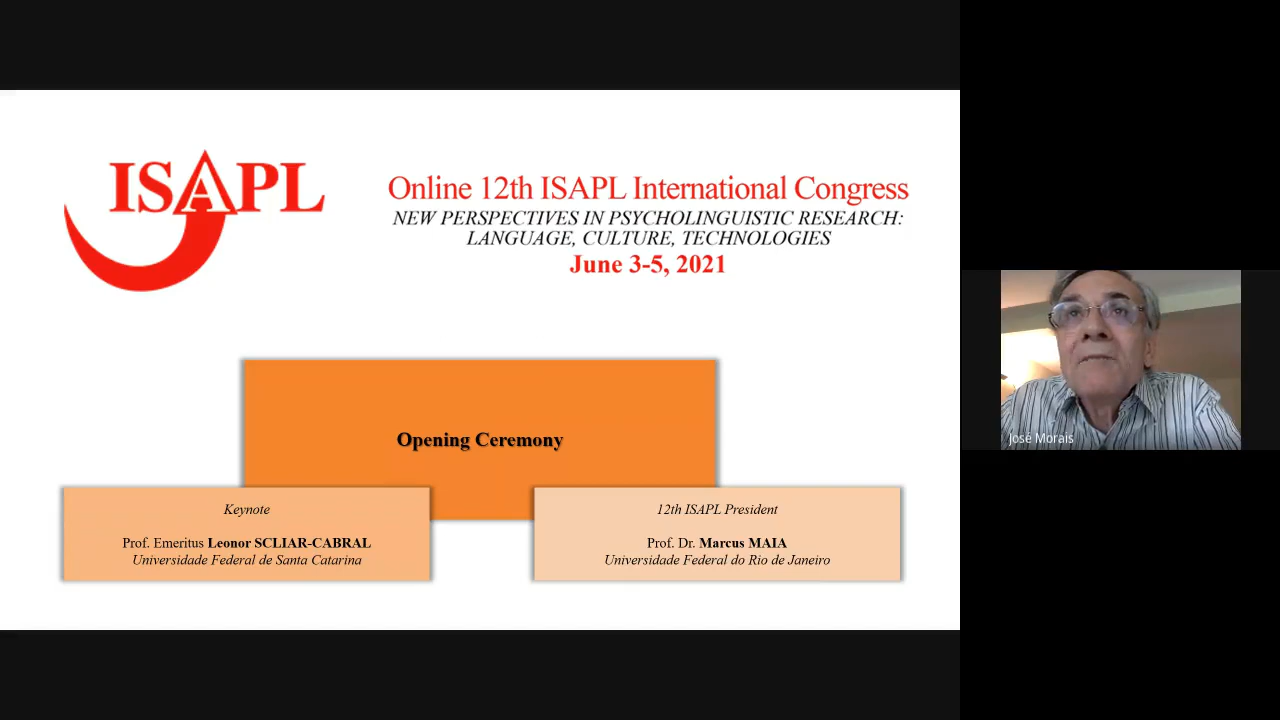 ISAPL
Online 12th ISAPL International Congress
NEW PERSPECTIVES IN PSYCHOLINGUISTIC RESEARCH:
LANGUAGE, CULTURE, TECHNOLOGIES
June 3-5, 2021
Opening Ceremony
Keynote
Prof. Emeritus Leonor SCLIAR-CABRAL
Universidade Federal de Santa Catarina
12th ISAPL President
Prof. Dr. Marcus MAIA
Universidade Federal do Rio de Janeiro
José Morais